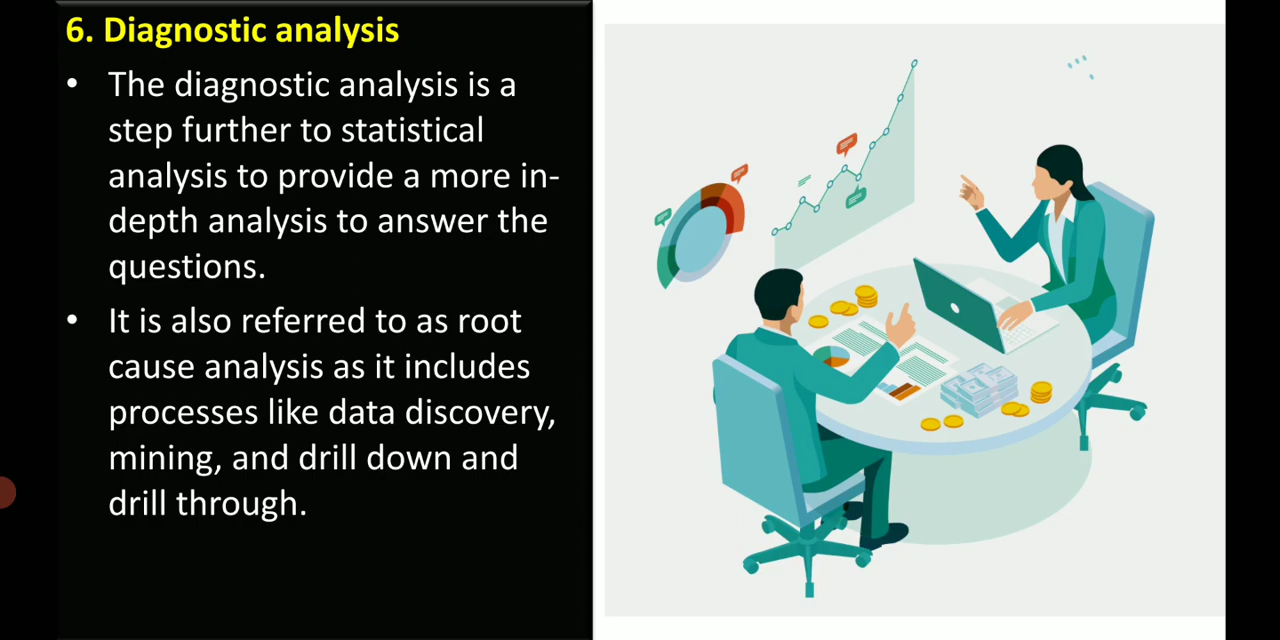 6. Diagnostic analysis
• The diagnostic analysis is a
step further to statistical
analysis to provide a more in-
depth analysis to answer the
questions.
• It is also referred to as root
cause analysis as it includes
processes like data discovery,
mining, and drill down and
drill through.